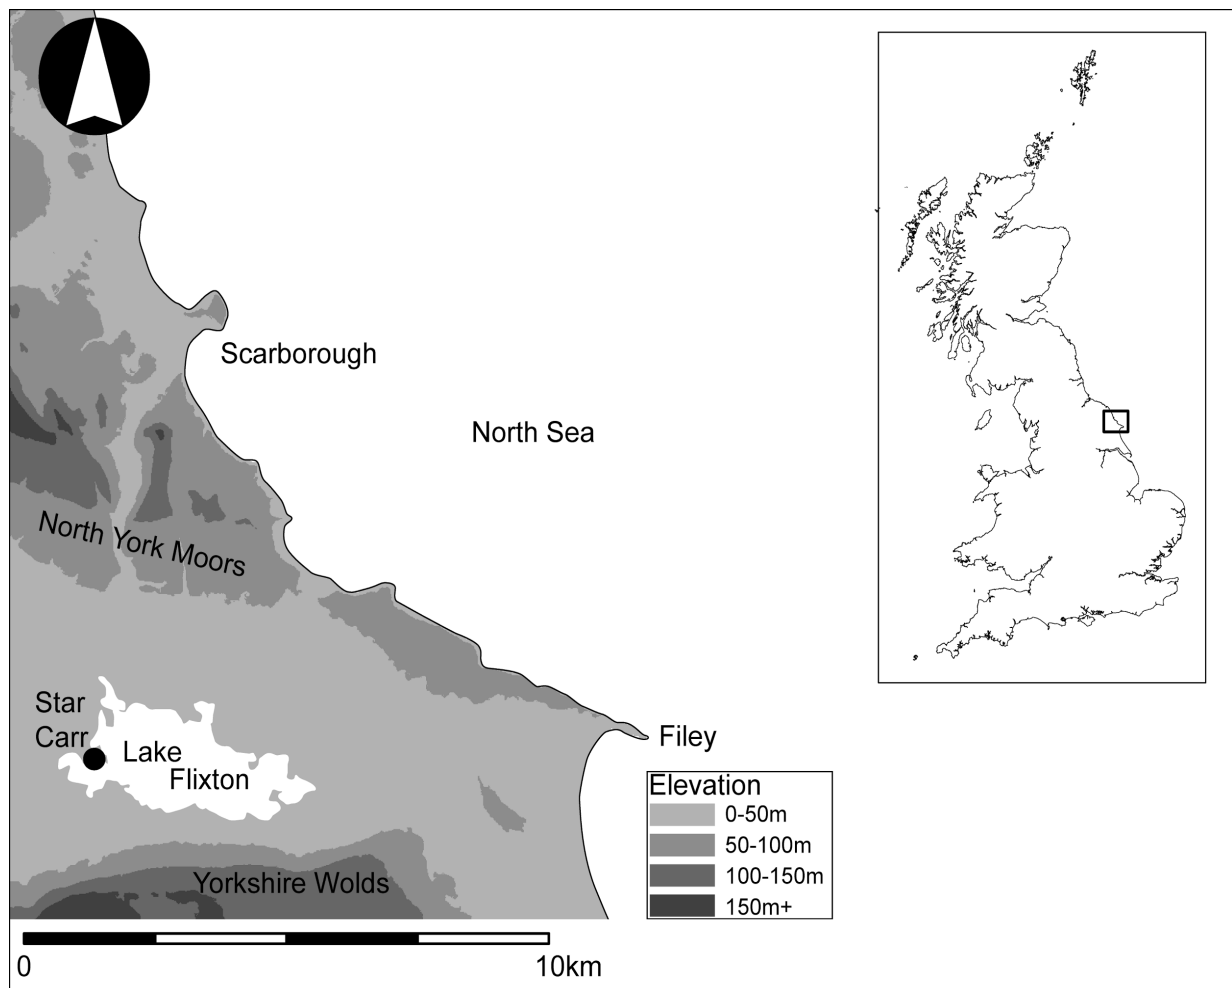 Scarborough
North Sea
North York Moors
Star
Carr
Lake
Flixton
Filey
Elevation
0-50m
50-100m
100-150m
150m+
Yorkshire Wolds
0
10km